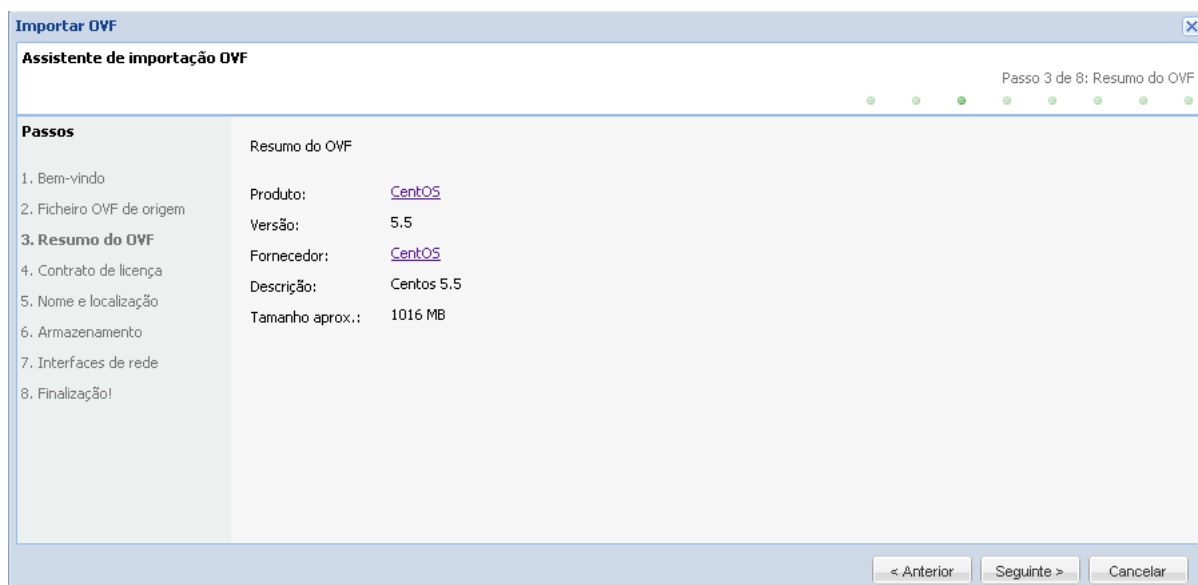 Importar OVF
Assistente de importação OVF
Passo 3 de 8: Resumo do OVF
Passos
1. Bem-vindo
2. Ficheiro OVF de origem
3. Resumo do OVF
4. Contrato de licença
5. Nome e localização
6. Armazenamento
7. Interfaces de rede
8. Finalização!
Resumo do OVF
Produto: CentOS
Versão: 5.5
Fornecedor: CentOS
Descrição: Centos 5.5
Tamanho aprox.: 1016 MB
< Anterior Seguinte > Cancelar